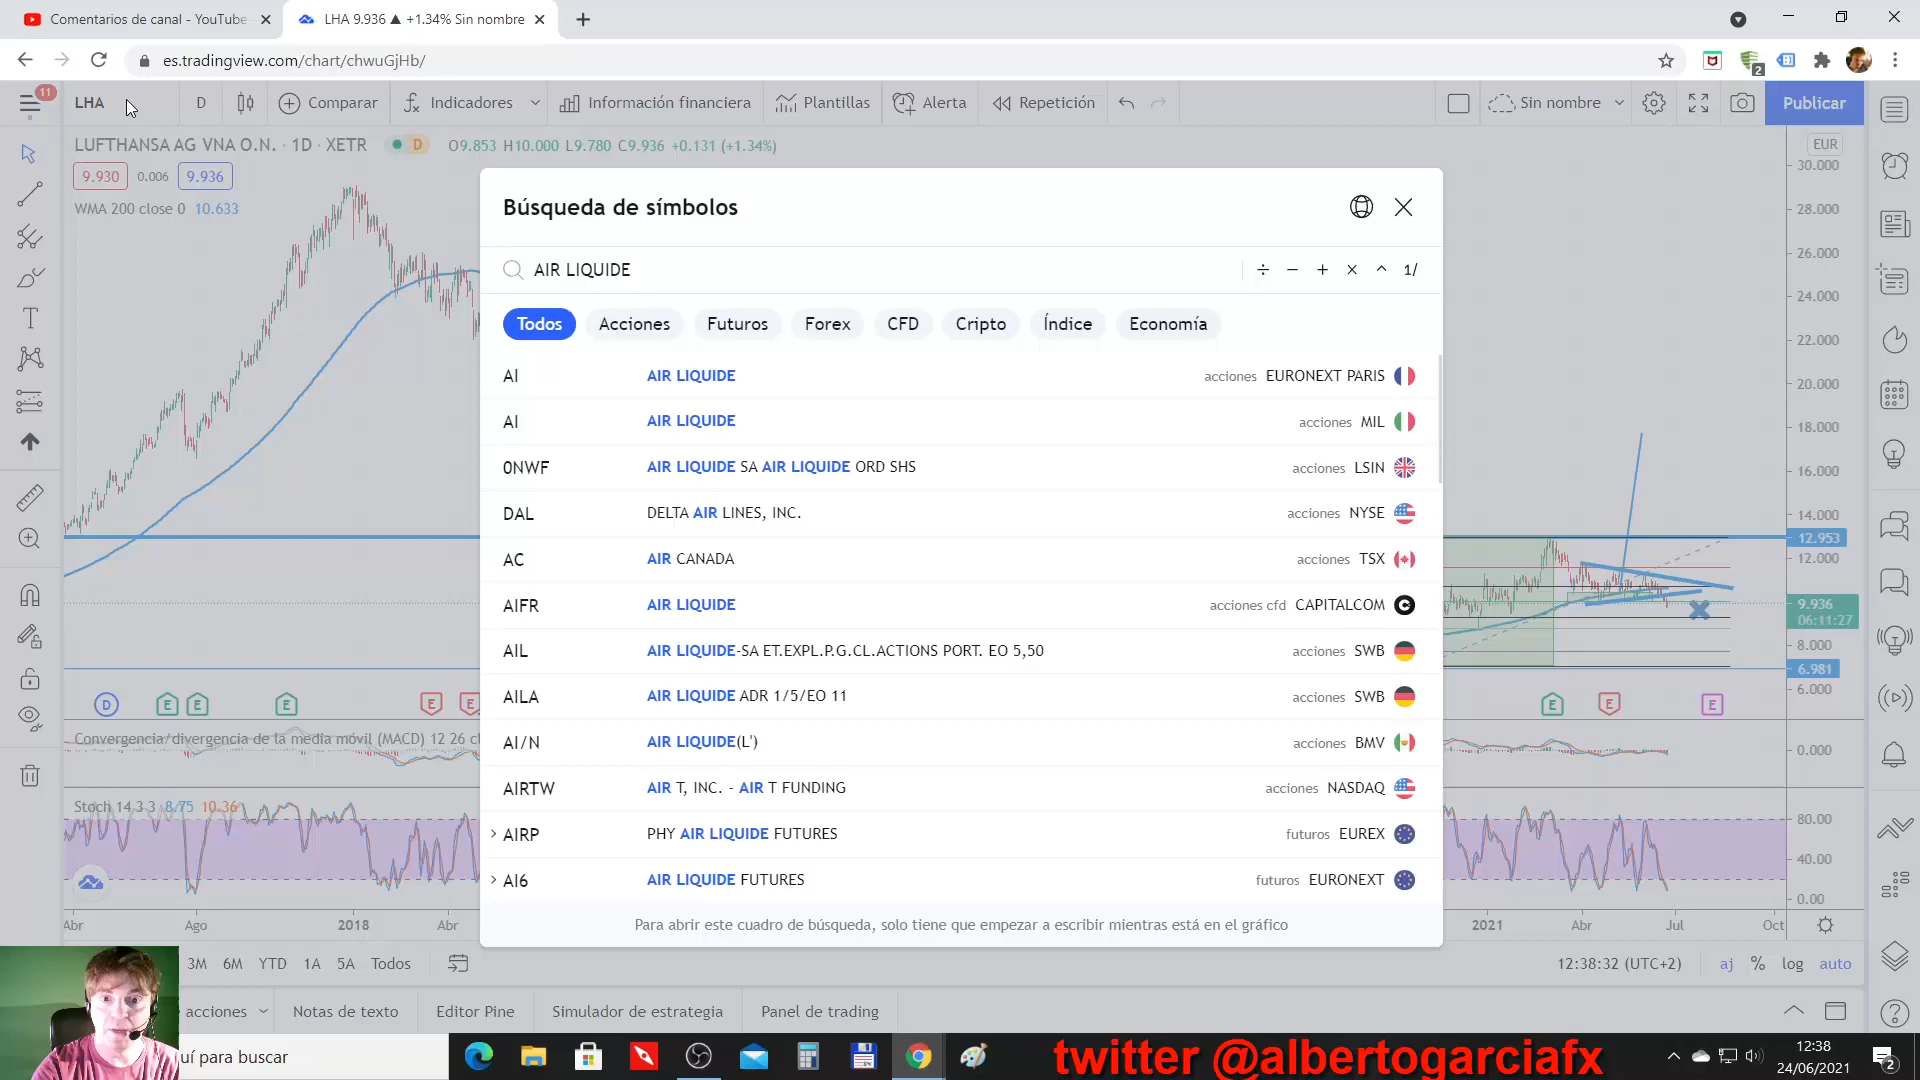 Comentarios de canal - YouTube
LHA 9.936 ▲ +1.34% Sin nombre
es.tradingview.com/chart/chwuGjHb/
2
11
LHA
D
Comparar
Indicadores
Información financiera
Plantillas
Alerta
Repetición
Sin nombre
Publicar
LUFTHANSA AG VNA O.N. · 1D · XETR
D
O9.853 H10.000 L9.780 C9.936 +0.131 (+1.34%)
9.930
0.006
9.936
WMA 200 close 0 10.633
EUR
30.000
28.000
26.000
24.000
22.000
20.000
18.000
16.000
14.000
12.953
12.000
9.936
06:11:27
8.000
6.981
6.000
Búsqueda de símbolos
AIR LIQUIDE
÷ − + × ^ 1/
Todos
Acciones
Futuros
Forex
CFD
Cripto
Índice
Economía
AI AIR LIQUIDE acciones EURONEXT PARIS
AI AIR LIQUIDE acciones MIL
0NWF AIR LIQUIDE SA AIR LIQUIDE ORD SHS acciones LSIN
DAL DELTA AIR LINES, INC. acciones NYSE
AC AIR CANADA acciones TSX
AIFR AIR LIQUIDE acciones cfd CAPITALCOM
AIL AIR LIQUIDE-SA ET.EXPL.P.G.CL.ACTIONS PORT. EO 5,50 acciones SWB
AILA AIR LIQUIDE ADR 1/5/EO 11 acciones SWB
AI/N AIR LIQUIDE(L') acciones BMV
AIRTW AIR T, INC. - AIR T FUNDING acciones NASDAQ
AIRP PHY AIR LIQUIDE FUTURES futuros EUREX
AI6 AIR LIQUIDE FUTURES futuros EURONEXT
Para abrir este cuadro de búsqueda, solo tiene que empezar a escribir mientras está en el gráfico
D E E E E E E E E
Convergencia/divergencia de la media móvil (MACD) 12 26 cl
0.000
Stoch 14 3 3 8.75 10.36
80.00
40.00
0.00
Abr Ago 2018 Abr 2021 Abr Jul Oct
3M 6M YTD 1A 5A Todos
12:38:32 (UTC+2)
aj % log auto
acciones
Notas de texto
Editor Pine
Simulador de estrategia
Panel de trading
uí para buscar
twitter @albertogarciafx
12:38
24/06/2021
2